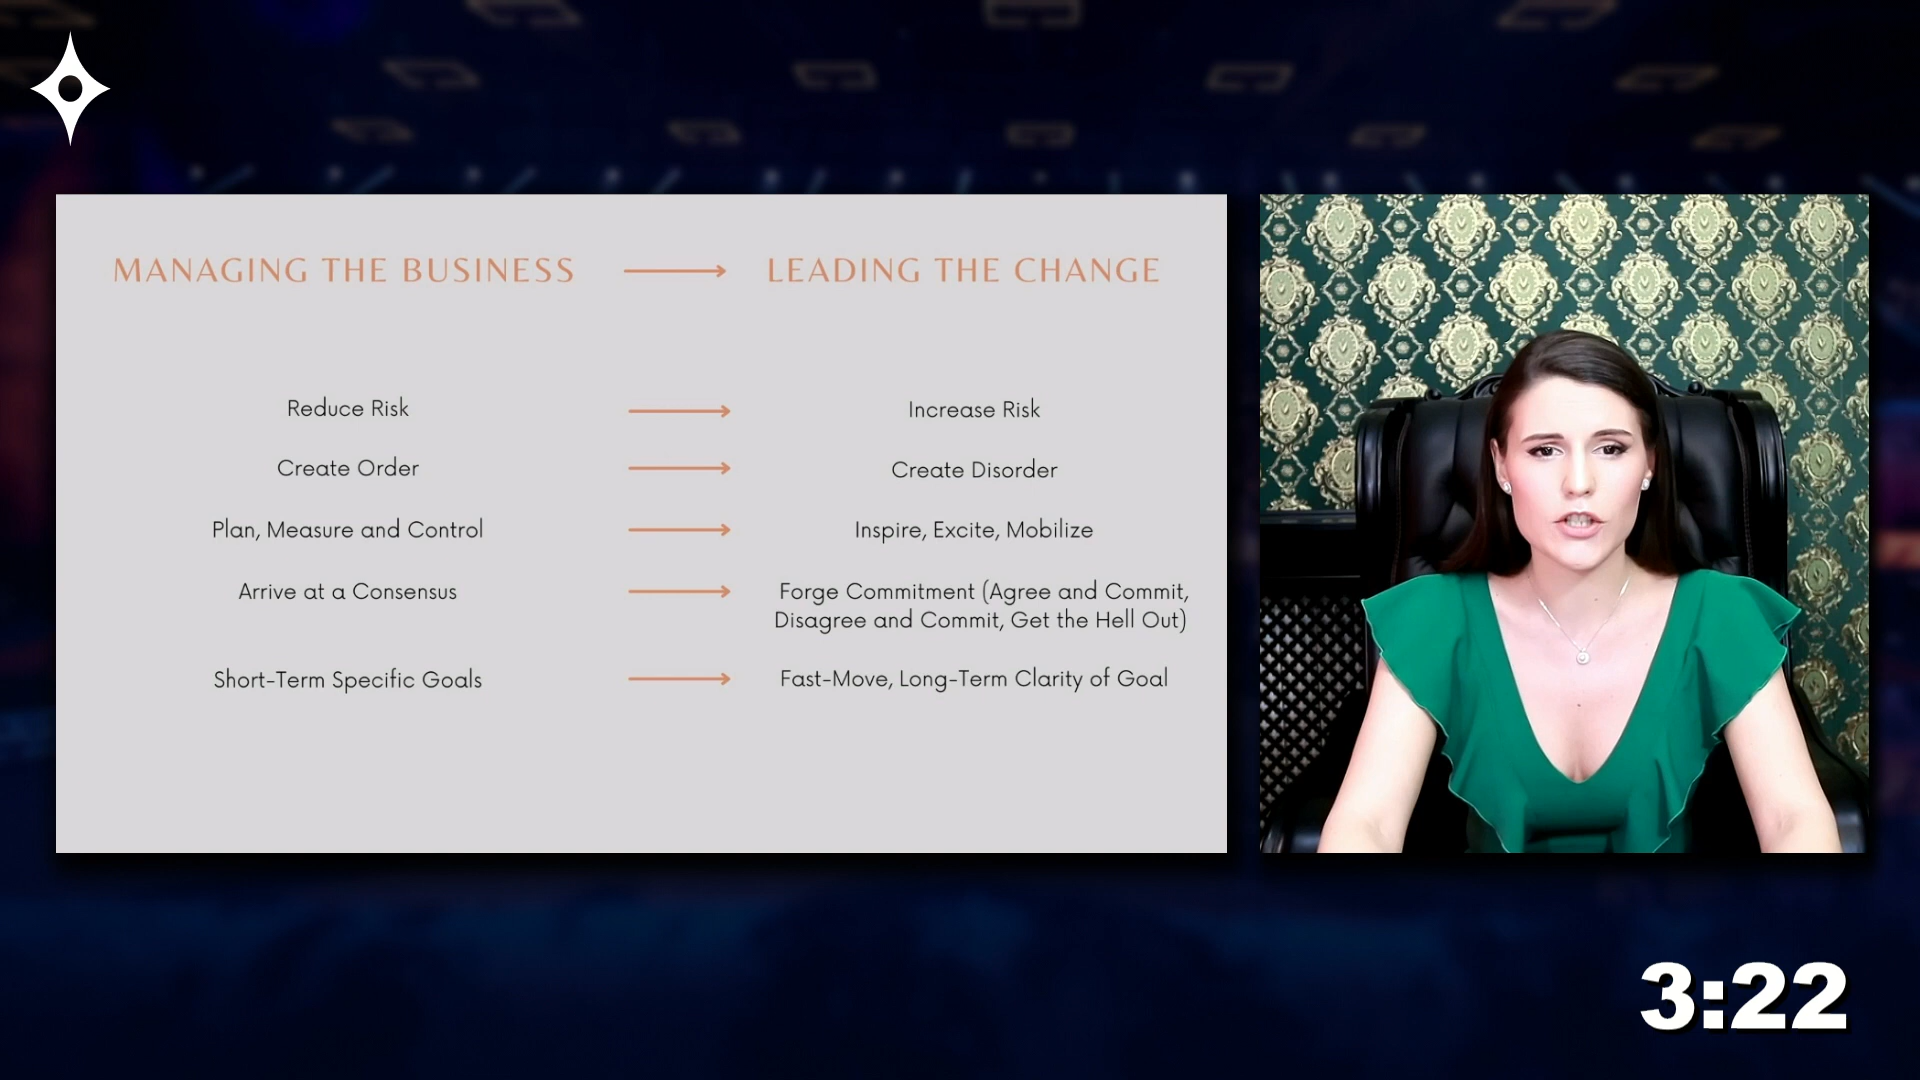 MANAGING THE BUSINESS
LEADING THE CHANGE
Reduce Risk
Increase Risk
Create Order
Create Disorder
Plan, Measure and Control
Inspire, Excite, Mobilize
Arrive at a Consensus
Forge Commitment (Agree and Commit,
Disagree and Commit, Get the Hell Out)
Short-Term Specific Goals
Fast-Move, Long-Term Clarity of Goal
3:22